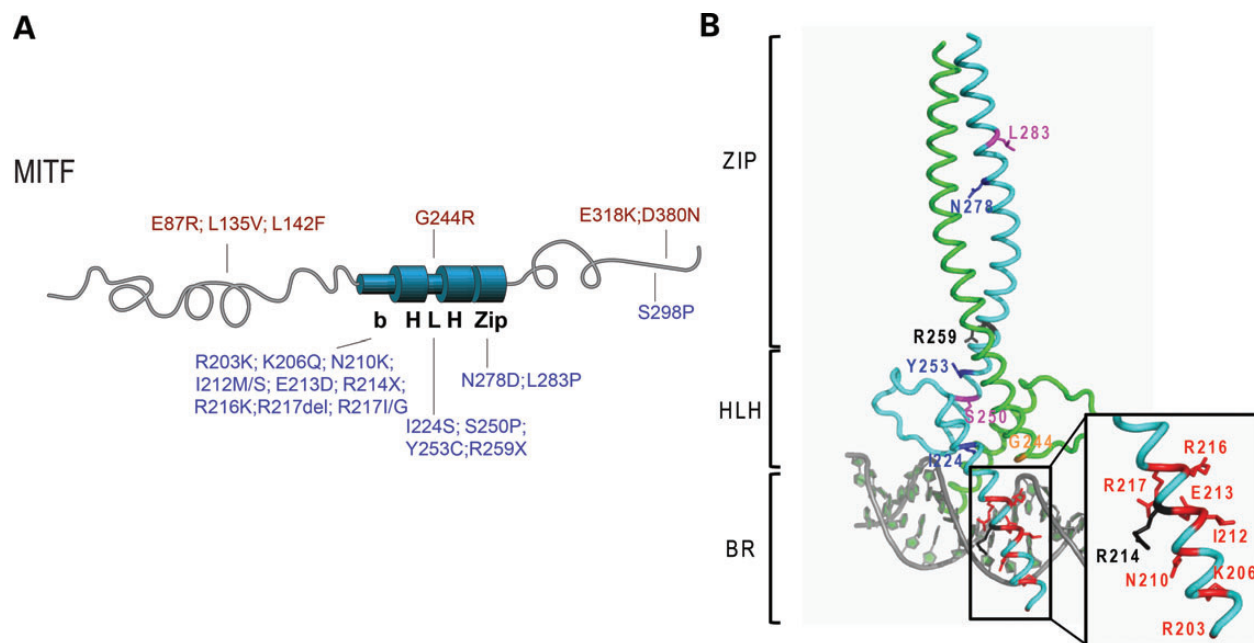 A
MITF
E87R; L135V; L142F
G244R
E318K;D380N
S298P
b H L H Zip
R203K; K206Q; N210K;
I212M/S; E213D; R214X;
R216K;R217del; R217I/G
N278D;L283P
I224S; S250P;
Y253C;R259X
B
ZIP
L283
N278
R259
Y253
HLH
S250
G244
I224
BR
R216
R217
E213
I212
R214
N210
K206
R203